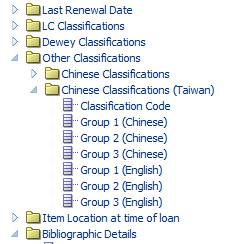 Last Renewal Date
LC Classifications
Dewey Classifications
Other Classifications
Chinese Classifications
Chinese Classifications (Taiwan)
Classification Code
Group 1 (Chinese)
Group 2 (Chinese)
Group 3 (Chinese)
Group 1 (English)
Group 2 (English)
Group 3 (English)
Item Location at time of loan
Bibliographic Details